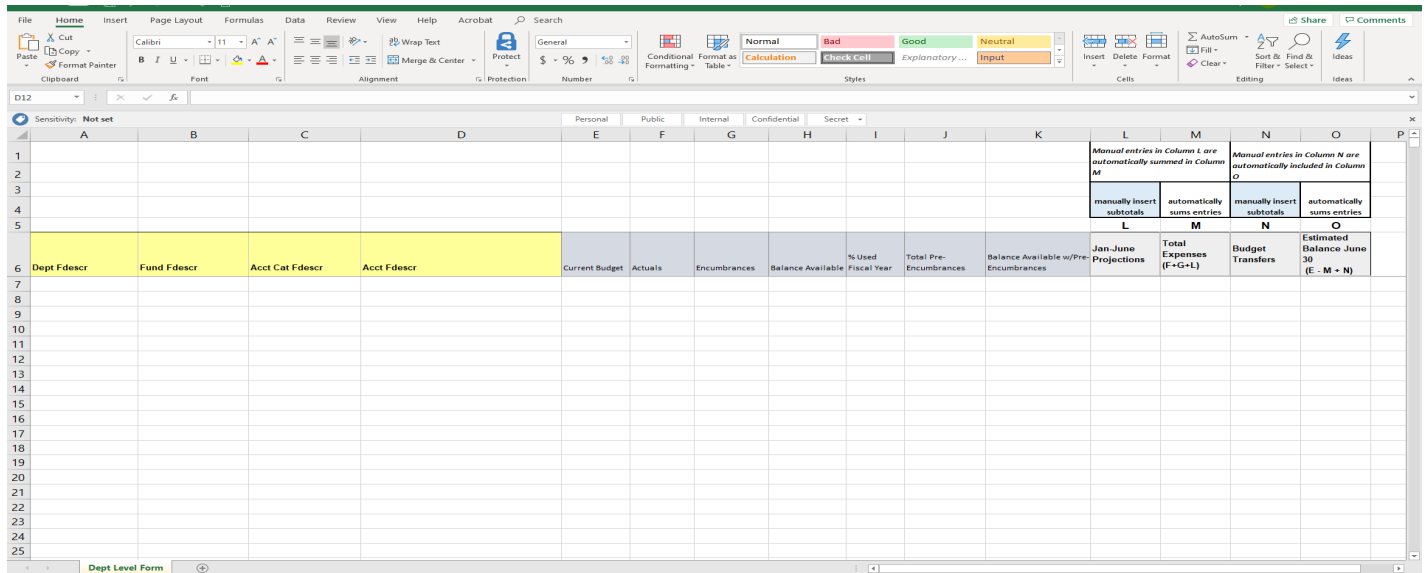 File Home Insert Page Layout Formulas Data Review View Help Acrobat Search Share Comments
Cut Calibri 11 A^ A˅ Wrap Text General Normal Bad Good Neutral AutoSum
Paste Copy Fill
Format Painter B I U A Merge & Center Protect $ % 9 Conditional Formatting Format as Table Calculation Check Cell Explanatory ... Input Insert Delete Format Clear Sort & Filter Find & Select Ideas
Clipboard Font Alignment Protection Number Styles Cells Editing Ideas
D12 fx
Sensitivity: Not set Personal Public Internal Confidential Secret
A B C D E F G H I J K L M N O P
1 Manual entries in Column L are automatically summed in Column M Manual entries in Column N are automatically included in Column O
2
3
4 manually insert subtotals automatically sums entries manually insert subtotals automatically sums entries
5 L M N O
6 Dept Fdescr Fund Fdescr Acct Cat Fdescr Acct Fdescr Current Budget Actuals Encumbrances Balance Available % Used Fiscal Year Total Pre-Encumbrances Balance Available w/Pre-Encumbrances Jan-June Projections Total Expenses (F+G+L) Budget Transfers Estimated Balance June 30 (E - M + N)
7
8
9
10
11
12
13
14
15
16
17
18
19
20
21
22
23
24
25
Dept Level Form